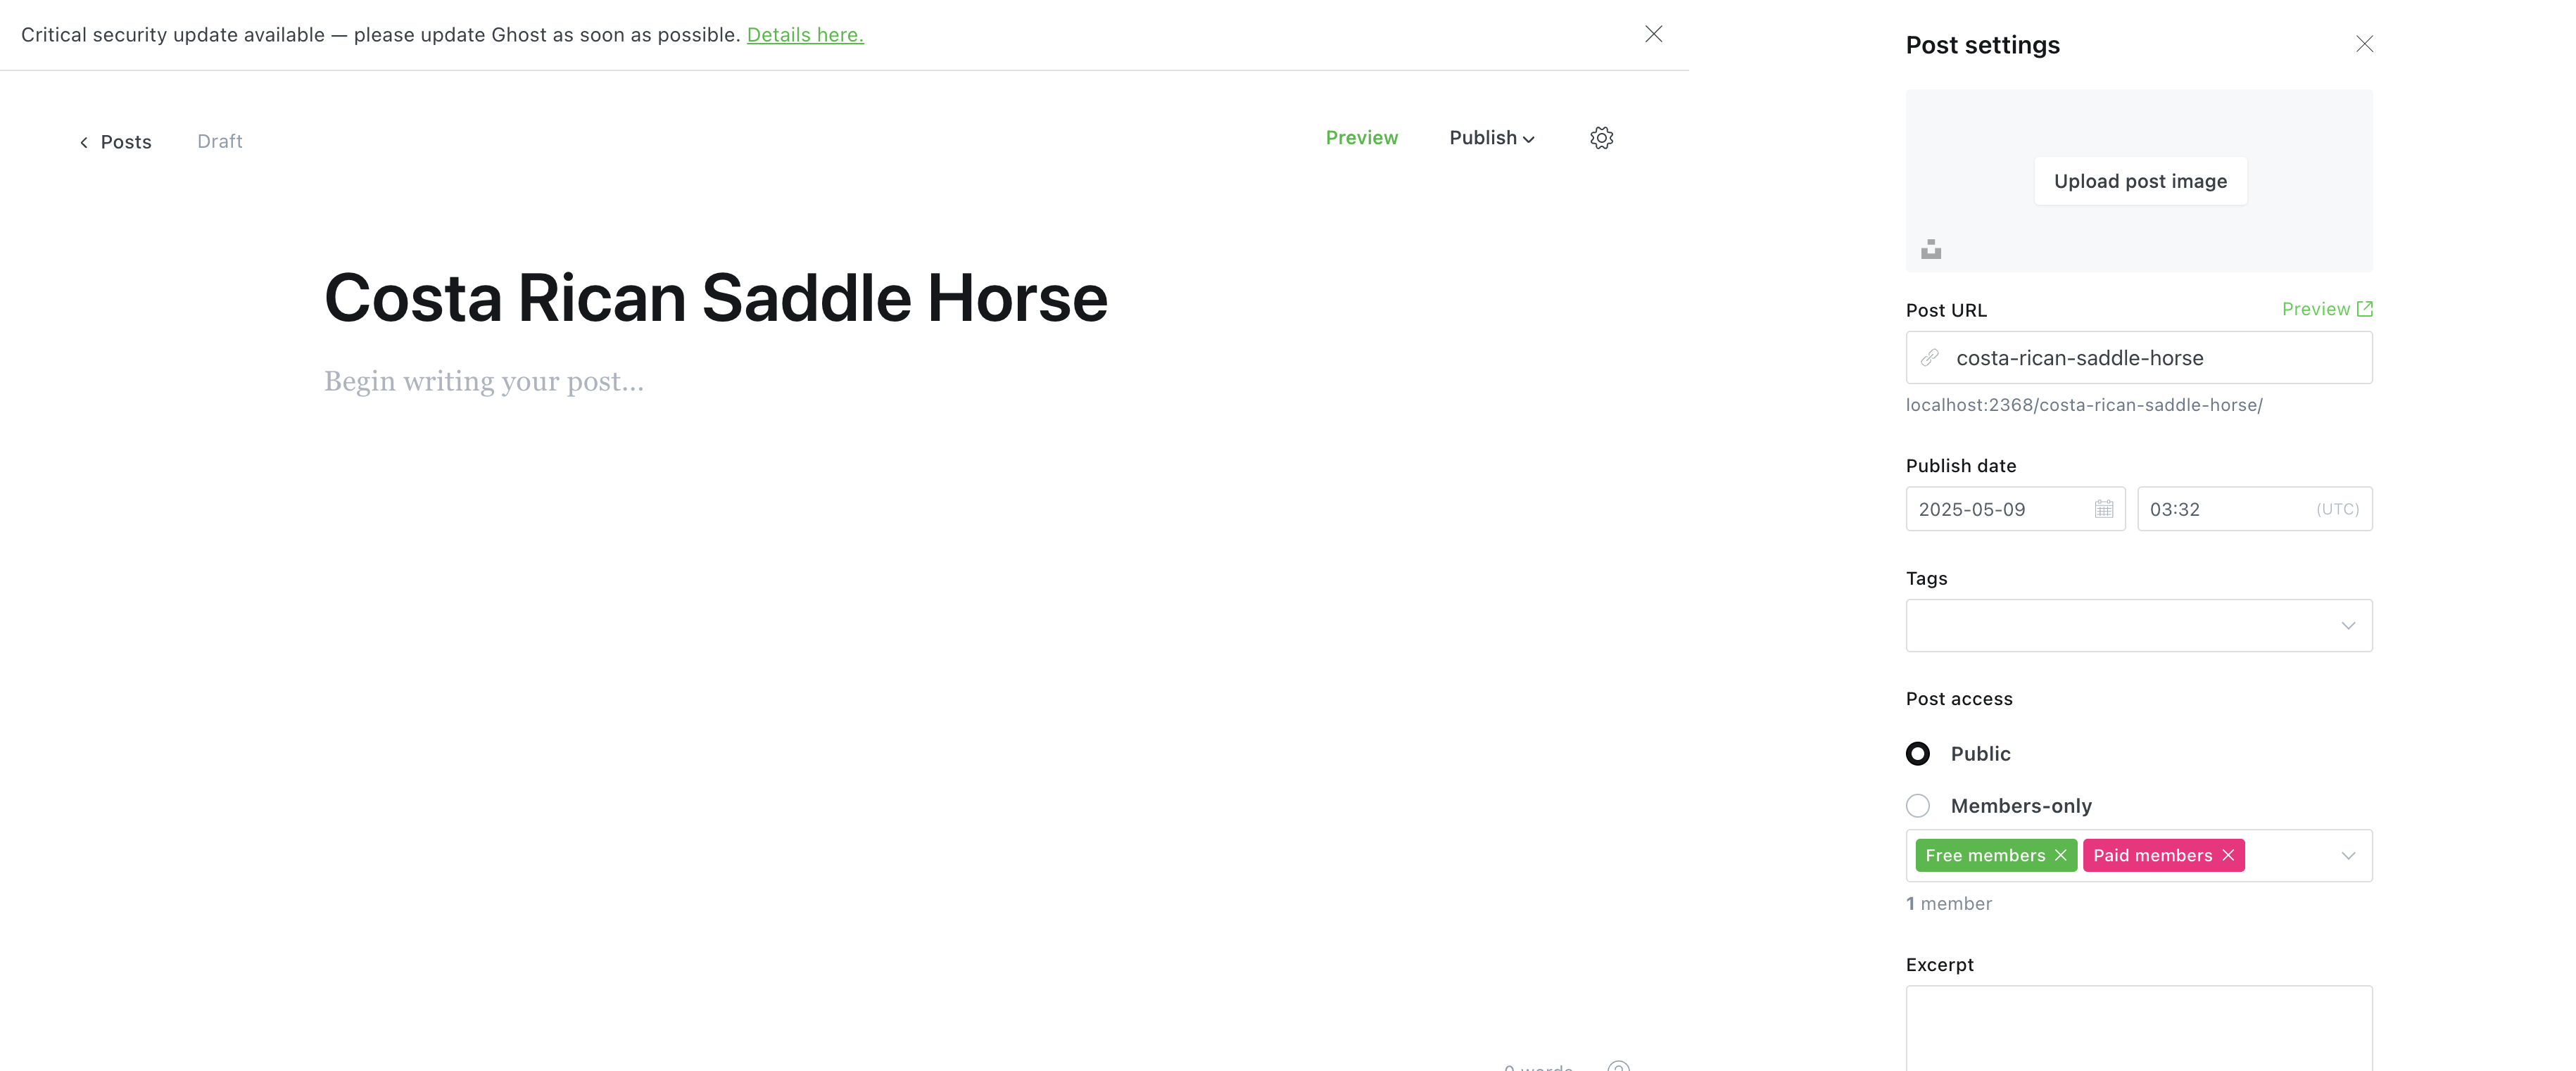 Critical security update available — please update Ghost as soon as possible. Details here.
Posts
Draft
Preview
Publish
Costa Rican Saddle Horse
Begin writing your post...
Post settings
Upload post image
Post URL
Preview
costa-rican-saddle-horse
localhost:2368/costa-rican-saddle-horse/
Publish date
2025-05-09
03:32
(UTC)
Tags
Post access
Public
Members-only
Free members
Paid members
1 member
Excerpt